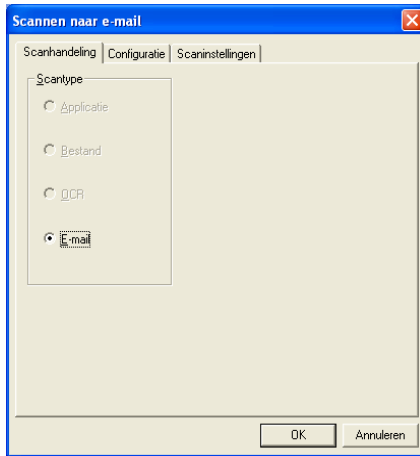 Scannen naar e-mail
Scanhandeling Configuratie Scaninstellingen
Scantype
Applicatie
Bestand
OCR
E-mail
OK Annuleren